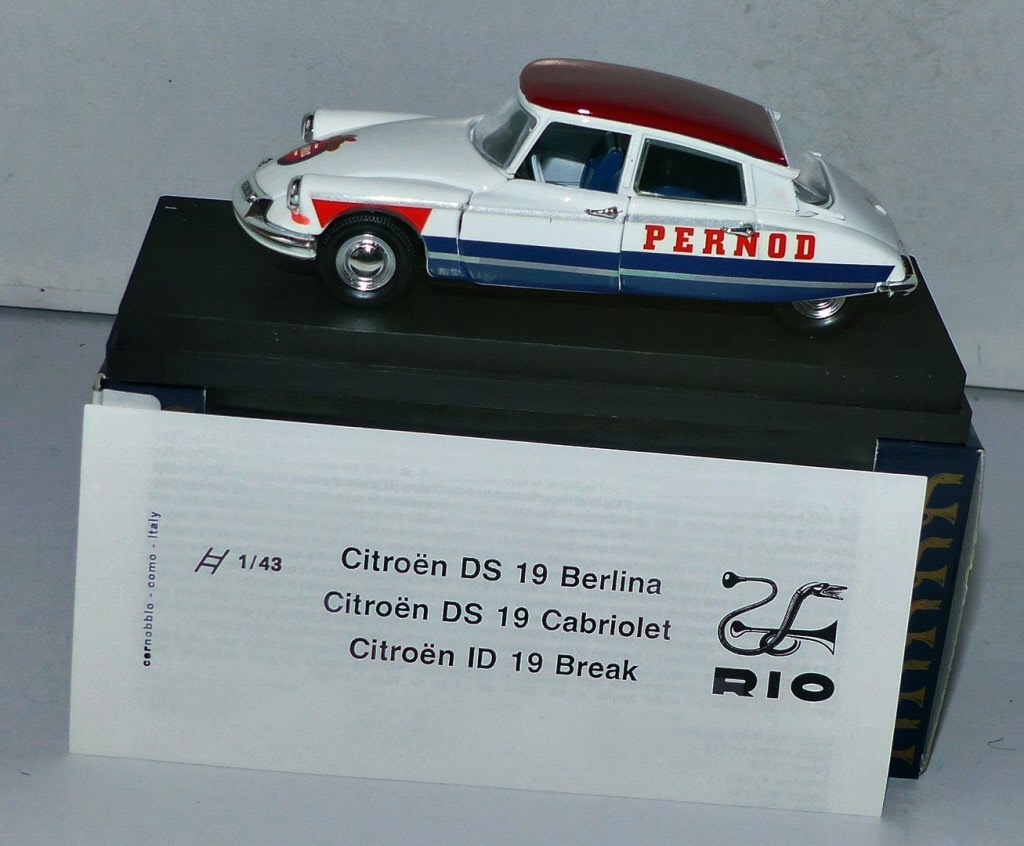 PERNOD
cernobbio - como - italy
1/43
Citroën DS 19 Berlina
Citroën DS 19 Cabriolet
Citroën ID 19 Break
RIO